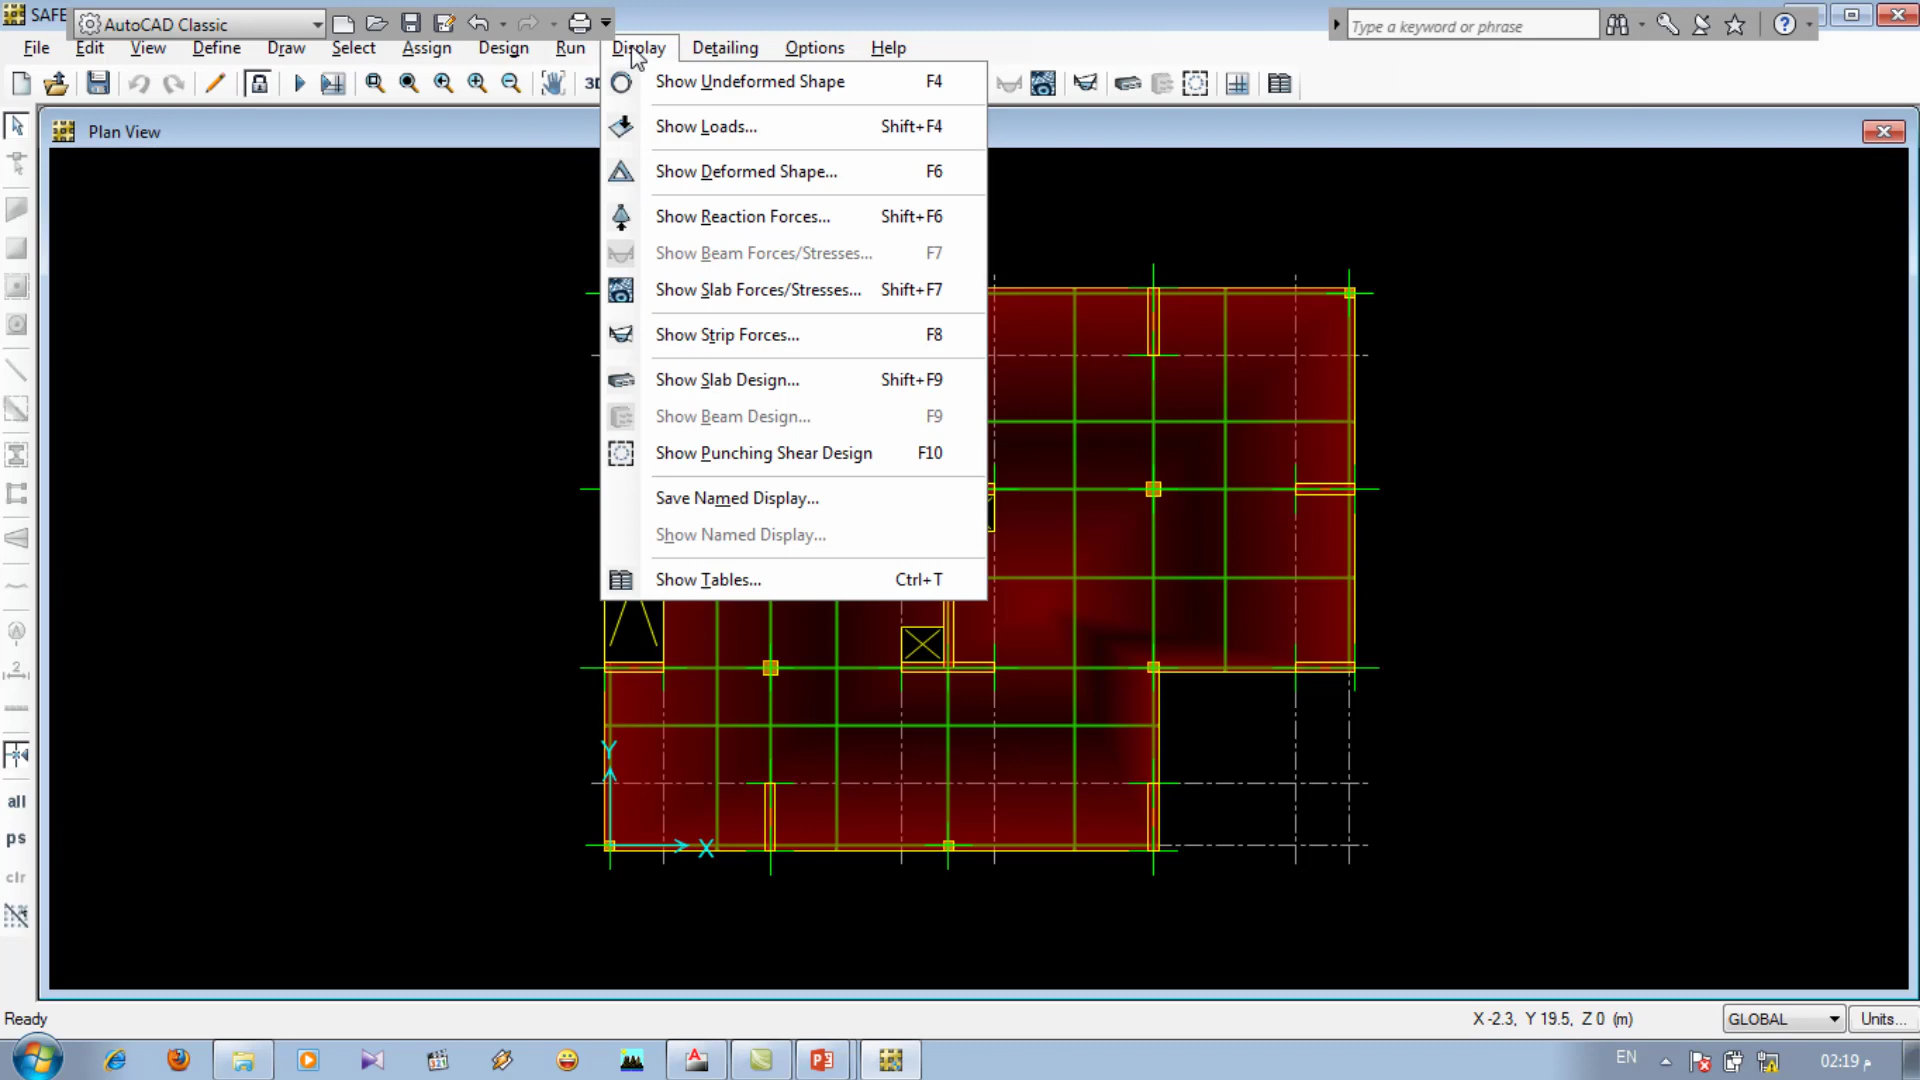 SAFE
AutoCAD Classic
Type a keyword or phrase
File Edit View Define Draw Select Assign Design Run Display Detailing Options Help
Plan View
Show Undeformed Shape F4
Show Loads... Shift+F4
Show Deformed Shape... F6
Show Reaction Forces... Shift+F6
Show Beam Forces/Stresses... F7
Show Slab Forces/Stresses... Shift+F7
Show Strip Forces... F8
Show Slab Design... Shift+F9
Show Beam Design... F9
Show Punching Shear Design F10
Save Named Display...
Show Named Display...
Show Tables... Ctrl+T
all
ps
clr
Y
X
Ready
X -2.3, Y 19.5, Z 0 (m)
GLOBAL
Units...
EN
02:19 م